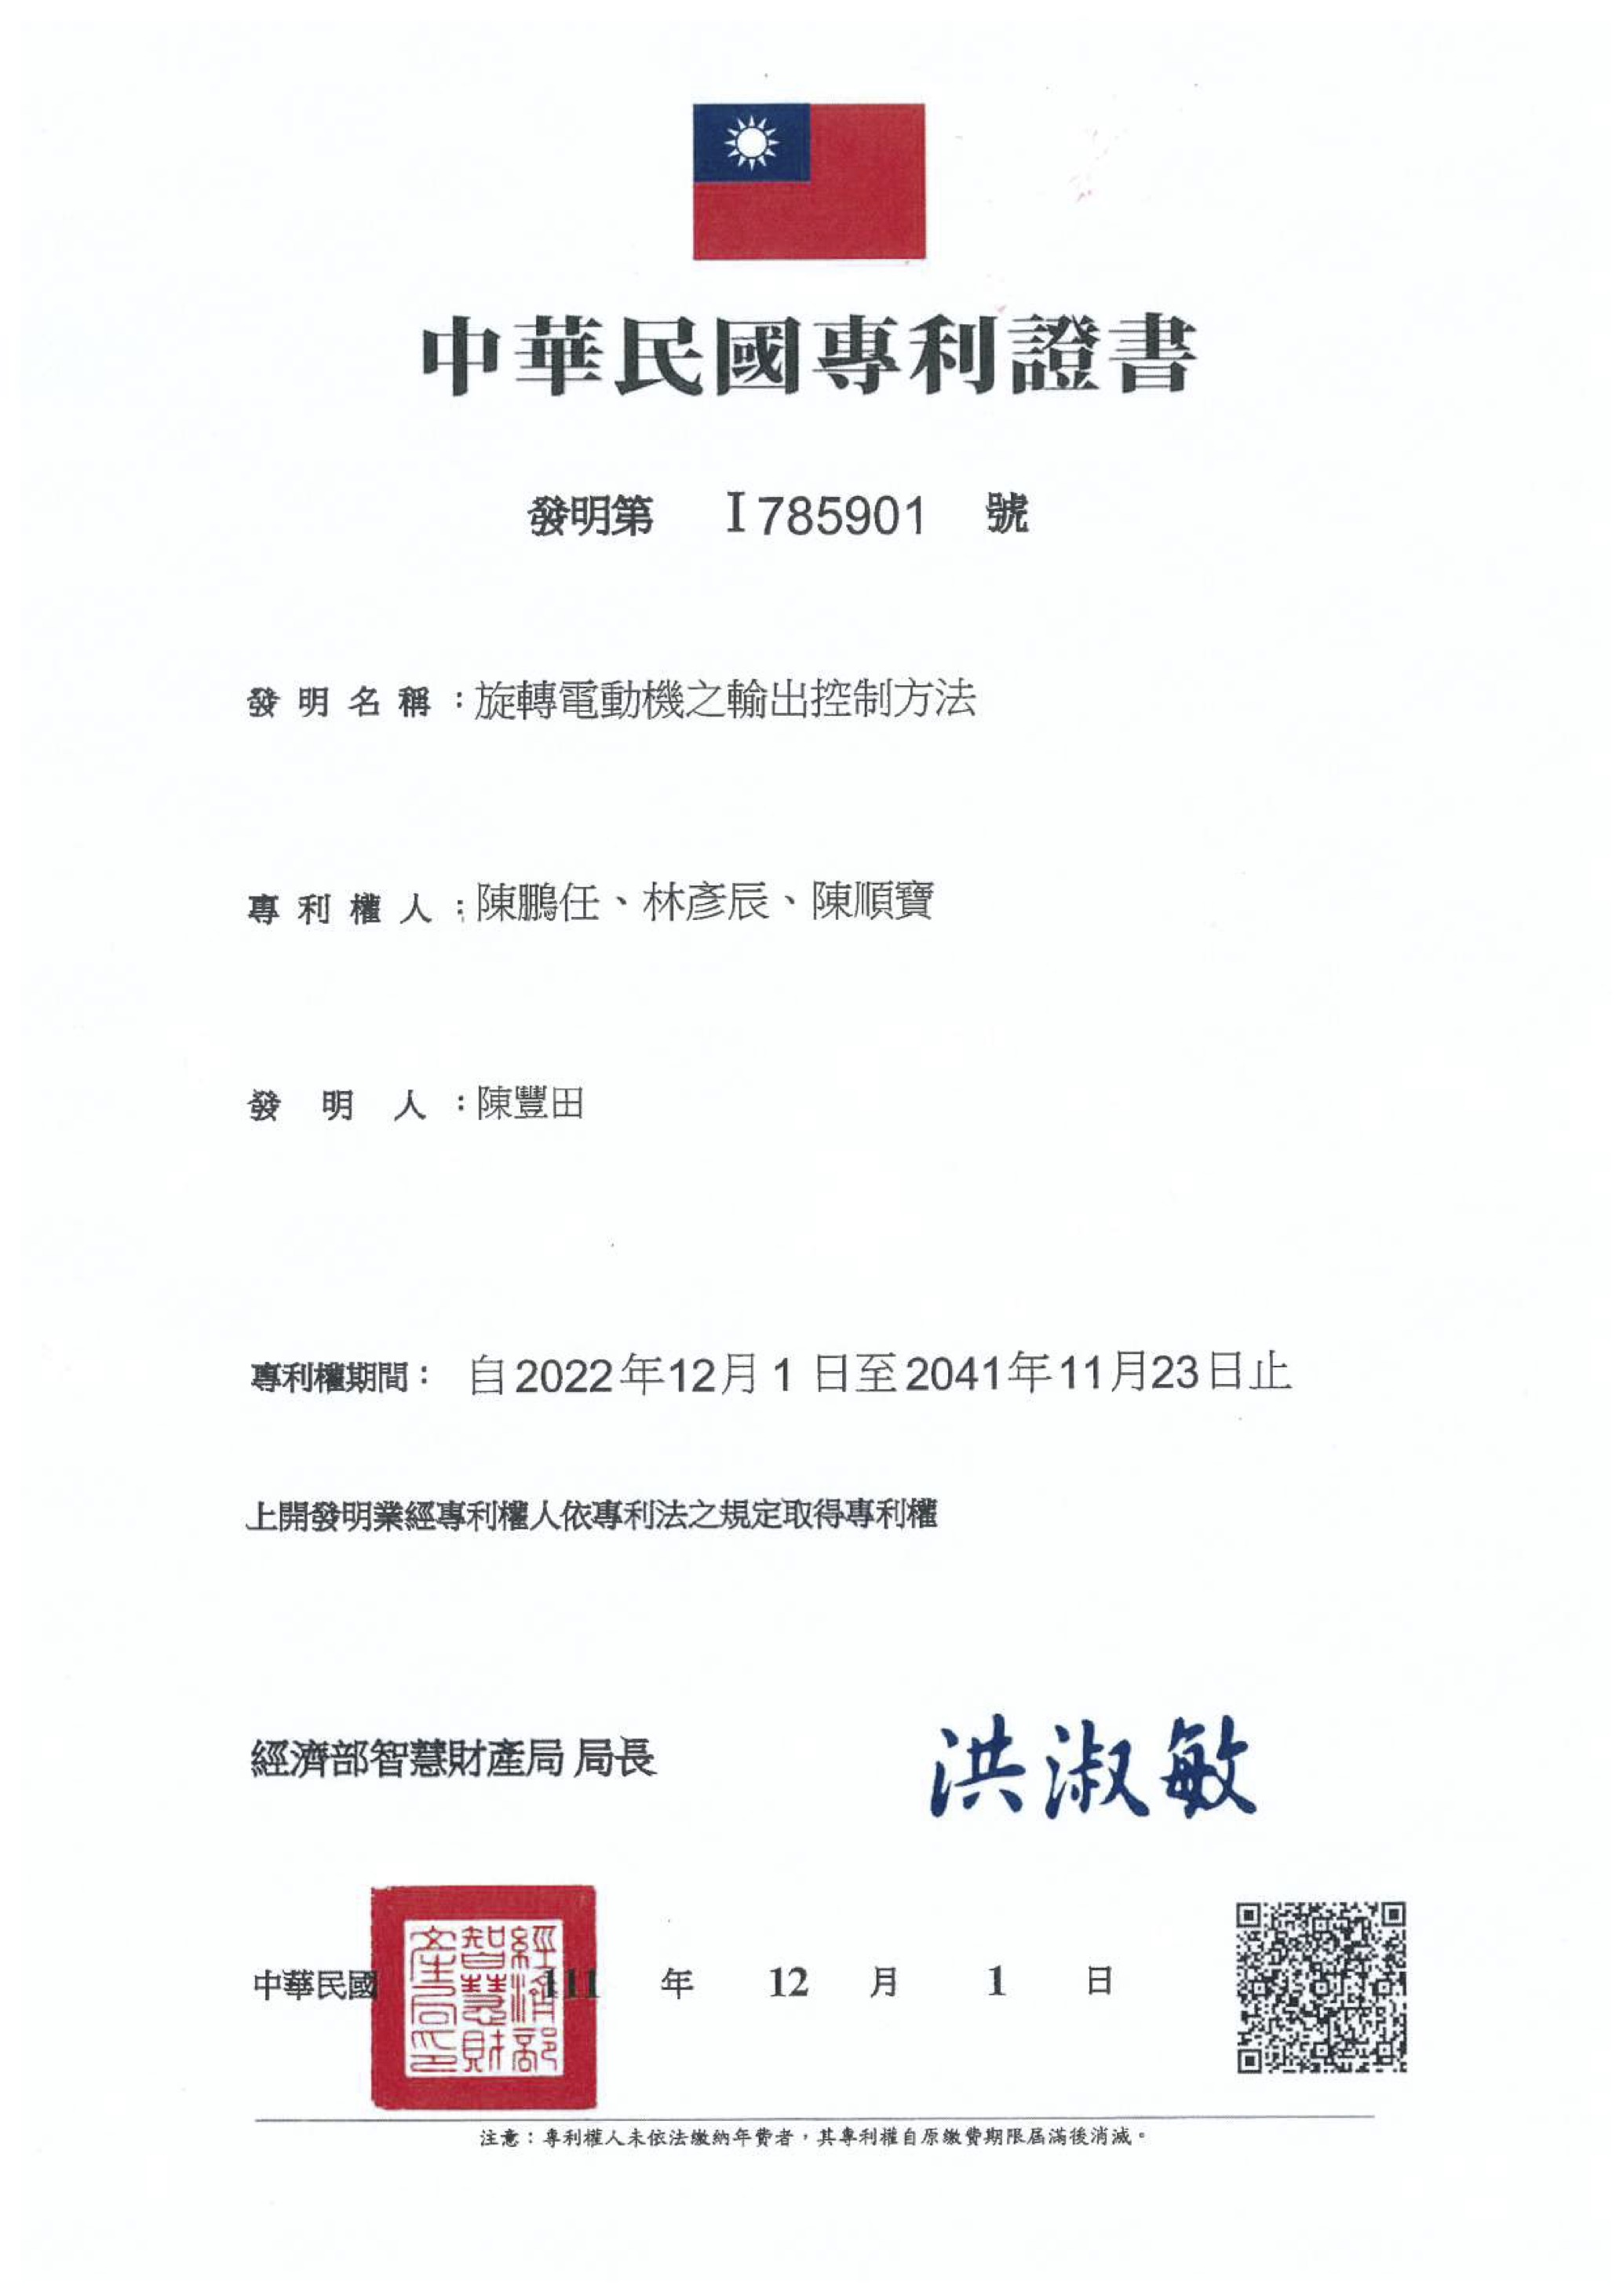 中華民國專利證書
發明第 I785901 號
發明名稱：旋轉電動機之輸出控制方法
專利權人：陳鵬任、林彥辰、陳順寶
發明人：陳豐田
專利權期間： 自2022年12月1日至2041年11月23日止
上開發明業經專利權人依專利法之規定取得專利權
經濟部智慧財產局 局長 洪淑敏
經濟部智慧財產局印
中華民國 111 年 12 月 1 日
注意：專利權人未依法繳納年費者，其專利權自原繳費期限屆滿後消滅。